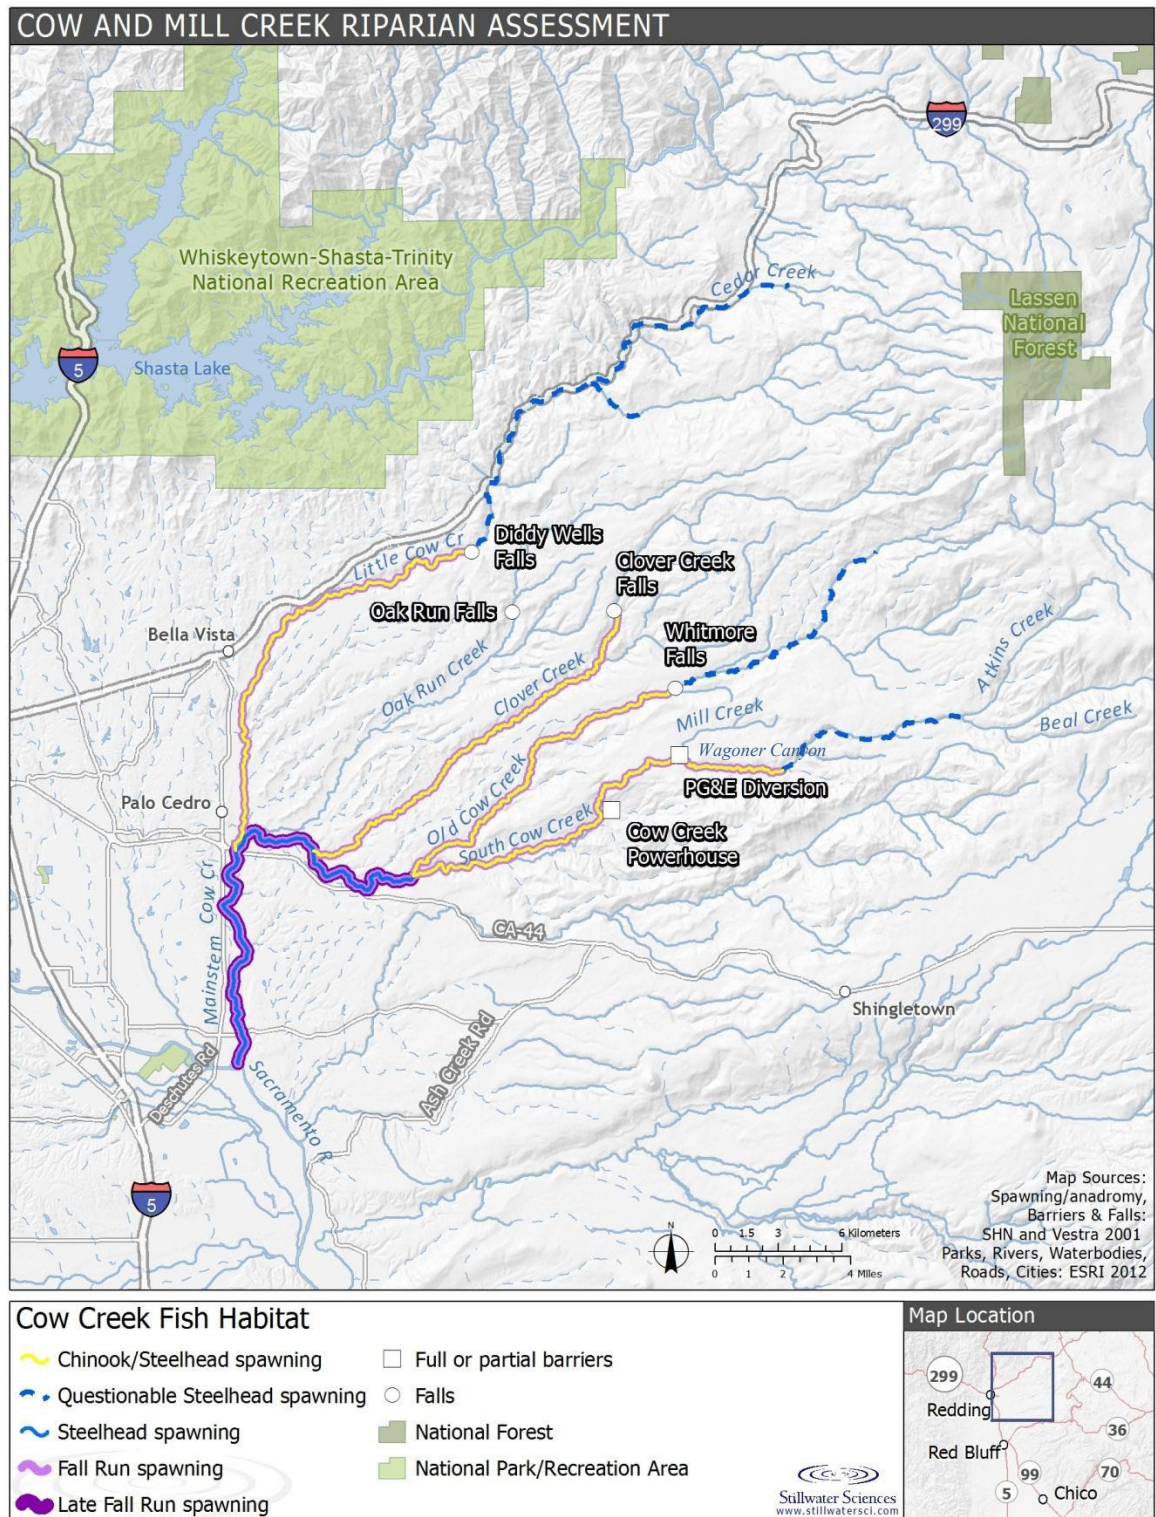 COW AND MILL CREEK RIPARIAN ASSESSMENT
299
Cedar Creek
Whiskeytown-Shasta-Trinity
National Recreation Area
Lassen
National
Forest
5
Shasta Lake
Diddy Wells
Falls
Little Cow Cr
Clover Creek
Falls
Oak Run Falls
Bella Vista
Whitmore
Falls
Atkins Creek
Oak Run Creek
Clover Creek
Mill Creek
Beal Creek
Wagoner Canyon
PG&E Diversion
Palo Cedro
Old Cow Creek
South Cow Creek
Cow Creek
Powerhouse
Mainstem Cow Cr
CA-44
Shingletown
Deschutes Rd
Sacramento R
Ash Creek Rd
5
N
0 1.5 3 6 Kilometers
0 1 2 4 Miles
Map Sources:
Spawning/anadromy,
Barriers & Falls:
SHN and Vestra 2001
Parks, Rivers, Waterbodies,
Roads, Cities: ESRI 2012
Cow Creek Fish Habitat
Chinook/Steelhead spawning
Questionable Steelhead spawning
Steelhead spawning
Fall Run spawning
Late Fall Run spawning
Full or partial barriers
Falls
National Forest
National Park/Recreation Area
Stillwater Sciences
www.stillwatersci.com
Map Location
299
44
Redding
36
Red Bluff
99
70
5
Chico